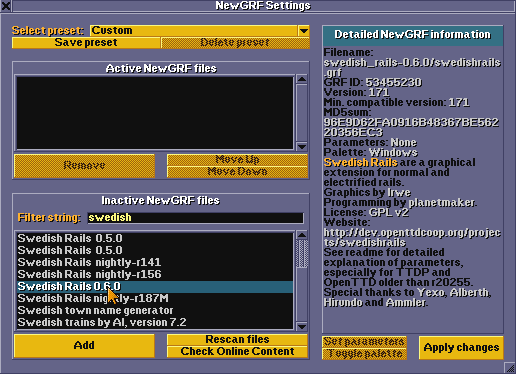 NewGRF Settings
Select preset: Custom
Save preset
Delete preset
Active NewGRF files
Remove
Move Up
Move Down
Inactive NewGRF files
Filter string: swedish
Swedish Rails 0.5.0
Swedish Rails 0.5.0
Swedish Rails nightly-r141
Swedish Rails nightly-r156
Swedish Rails 0.6.0
Swedish Rails nightly-r187M
Swedish town name generator
Swedish trains by AI, version 7.2
Add
Rescan files
Check Online Content
Detailed NewGRF information
Filename:
swedish_rails-0.6.0/swedishrails
.grf
GRF ID: 53455230
Version: 171
Min. compatible version: 171
MD5sum:
96E9D62FA0916B48367BE562
20356EC3
Parameters: None
Palette: Windows
Swedish Rails are a graphical
extension for normal and
electrified rails.
Graphics by Irwe
Programming by planetmaker.
License: GPL v2
Website:
http://dev.openttdcoop.org/projec
ts/swedishrails
See readme for detailed
explanation of parameters,
especially for TTDP and
OpenTTD older than r20255.
Special thanks to Yexo, Alberth,
Hirundo and Ammler.
Set parameters
Toggle palette
Apply changes